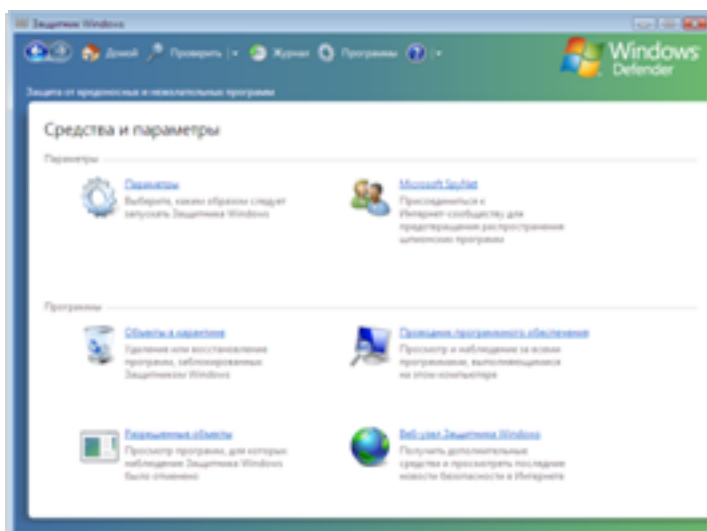 Защитник Windows
Домой Проверить Журнал Программы
Windows
Defender
Защита от вредоносных и нежелательных программ
Средства и параметры
Параметры
Параметры
Выберите, каким образом следует
запускать Защитника Windows
Microsoft SpyNet
Присоединиться к
Интернет-сообществу для
предотвращения распространения
шпионских программ
Программы
Объекты в карантине
Удаление или восстановление
программ, заблокированных
Защитником Windows
Проводник программного обеспечения
Просмотр и наблюдение за всеми
программами, выполняющимися
на этом компьютере
Разрешенные объекты
Просмотр программ, для которых
наблюдение Защитника Windows
было отменено
Веб-узел Защитника Windows
Получить дополнительные
средства и просмотреть последние
новости безопасности в Интернете